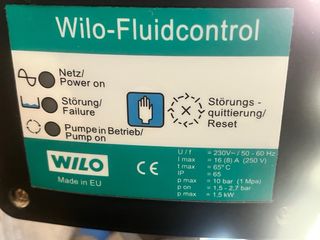 Wilo-Fluidcontrol
Netz/
Power on
Störung/
Failure
Pumpe in Betrieb/
Pump on
Störungs -
quittierung/
Reset
WILO
Made in EU
CE
U / f = 230V~ / 50 - 60 Hz
I max = 16 (8) A (250 V)
t max = 65° C
IP = 65
p max = 10 bar (1 Mpa)
p on = 1,5 - 2,7 bar
p max = 1,5 kW